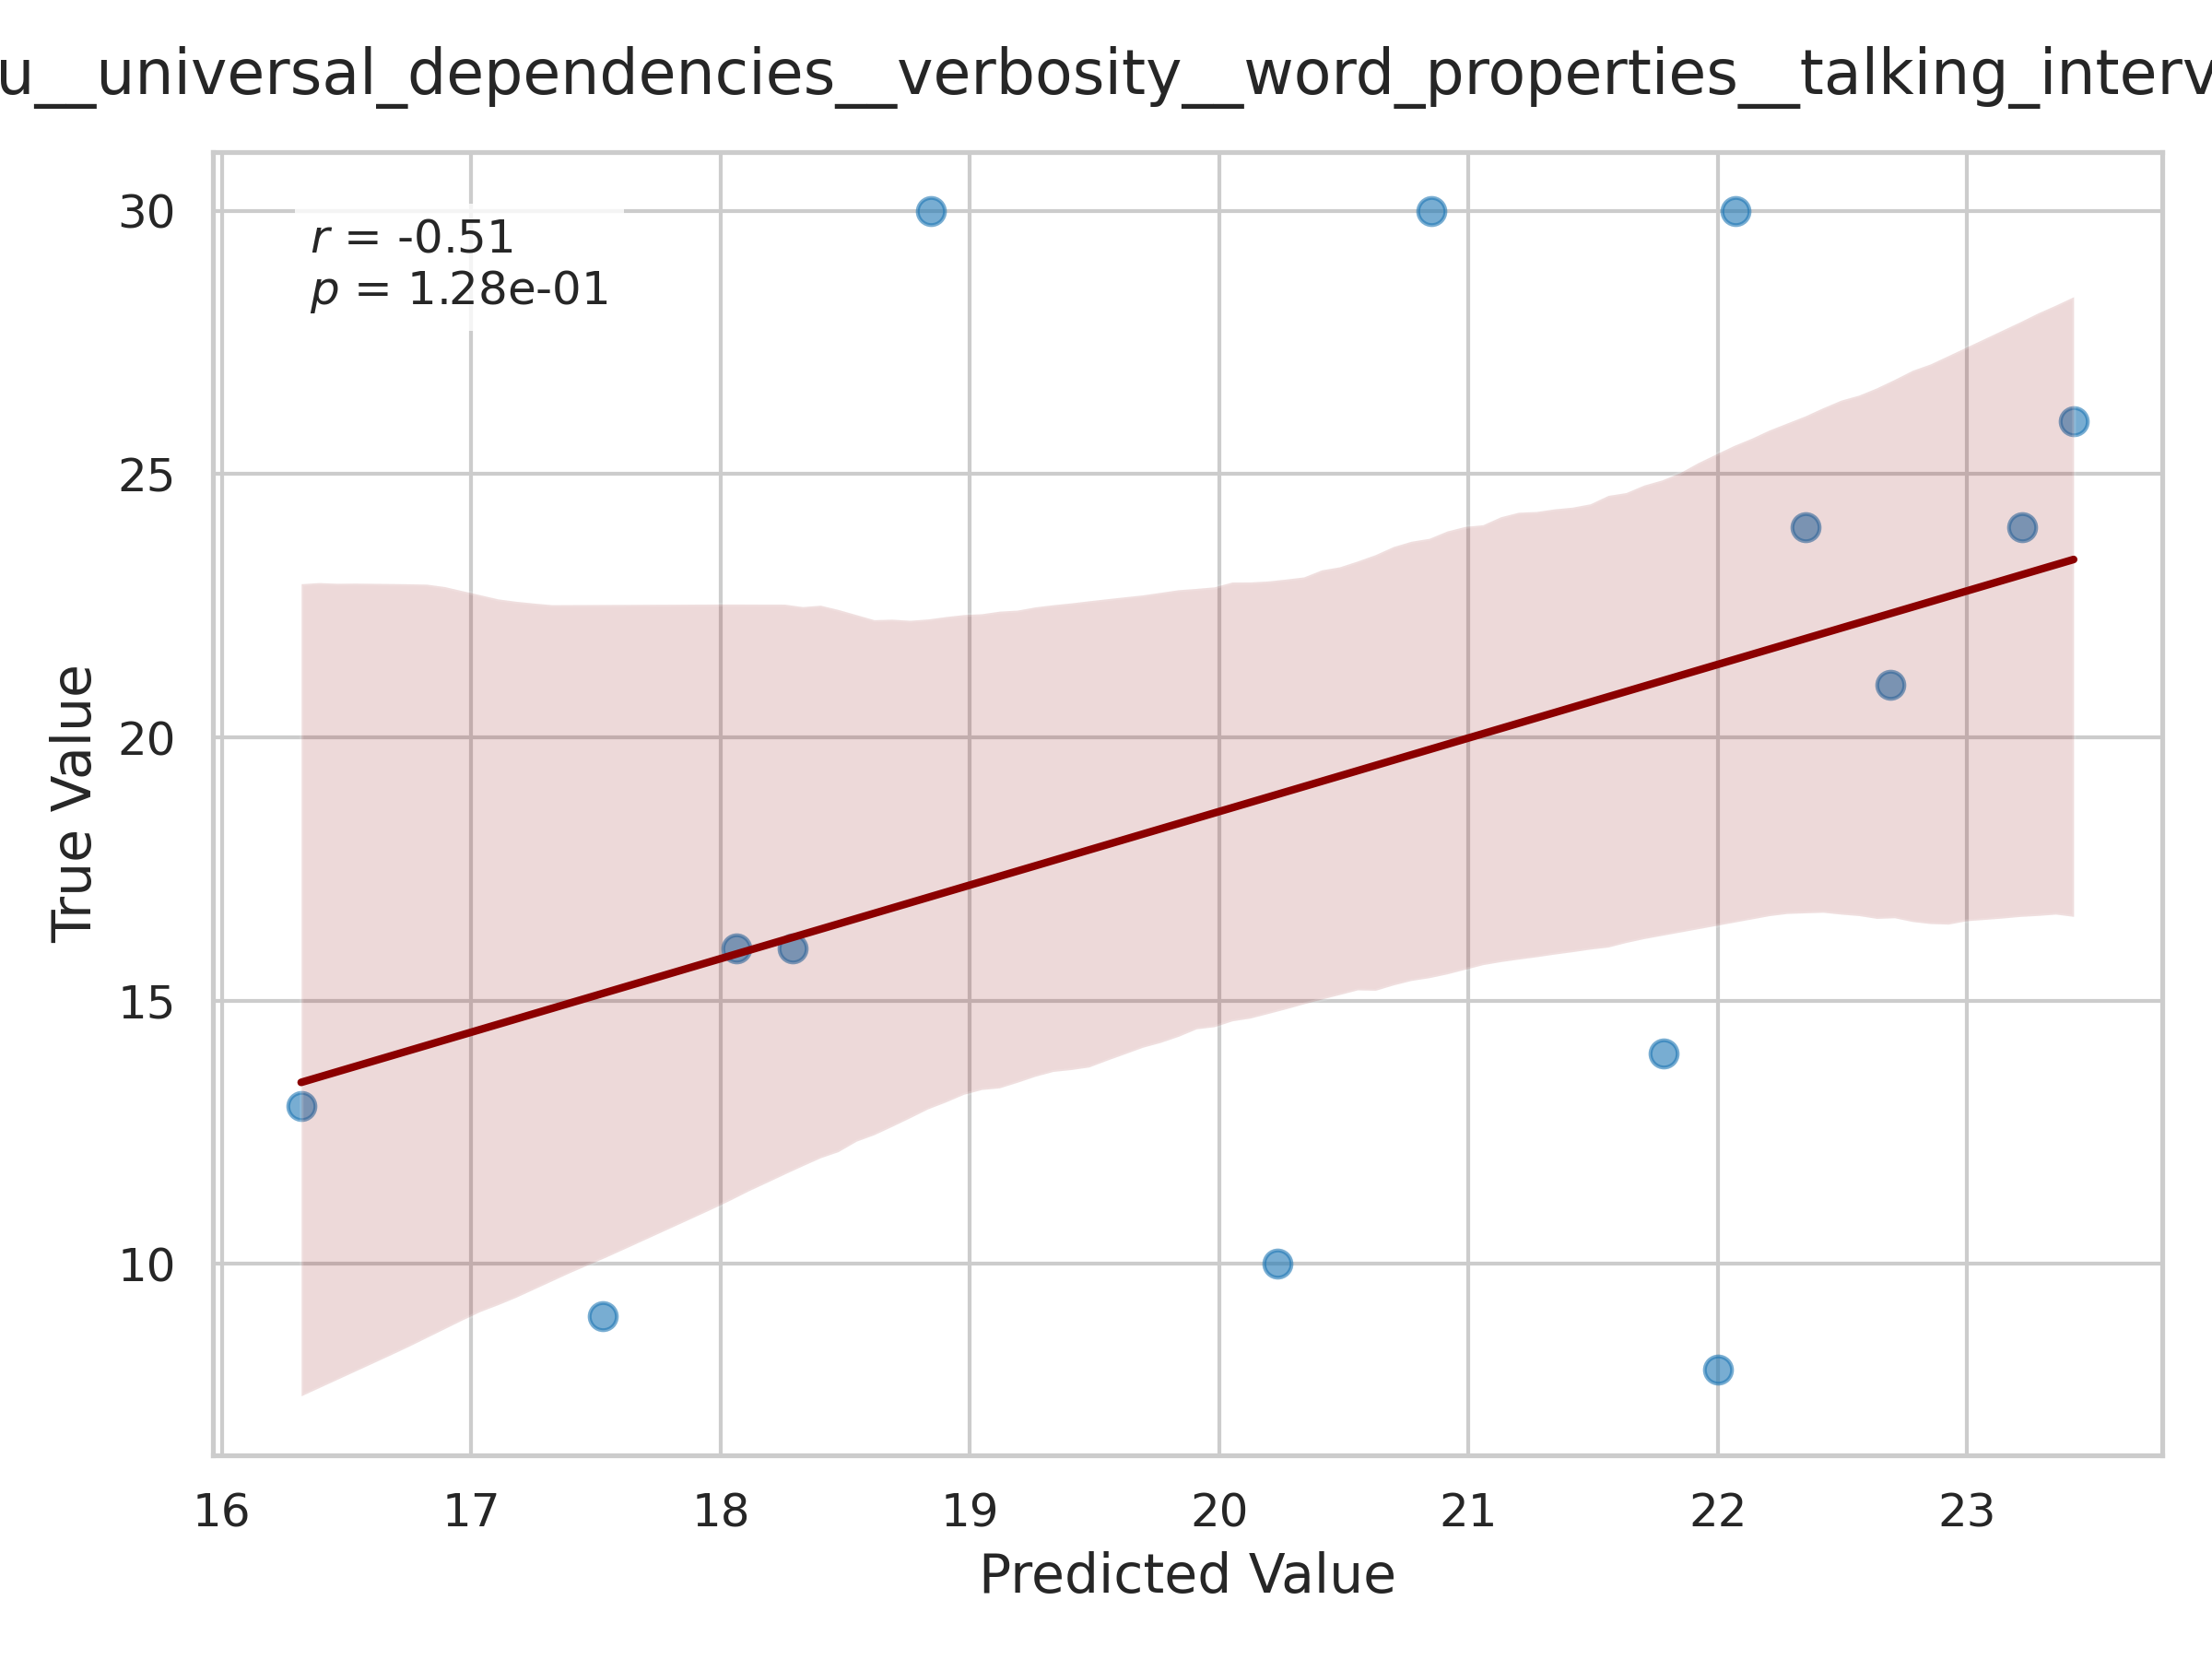 u__universal_dependencies__verbosity__word_properties__talking_interv
r = -0.51
p = 1.28e-01
30
25
20
15
10
True Value
16 17 18 19 20 21 22 23
Predicted Value